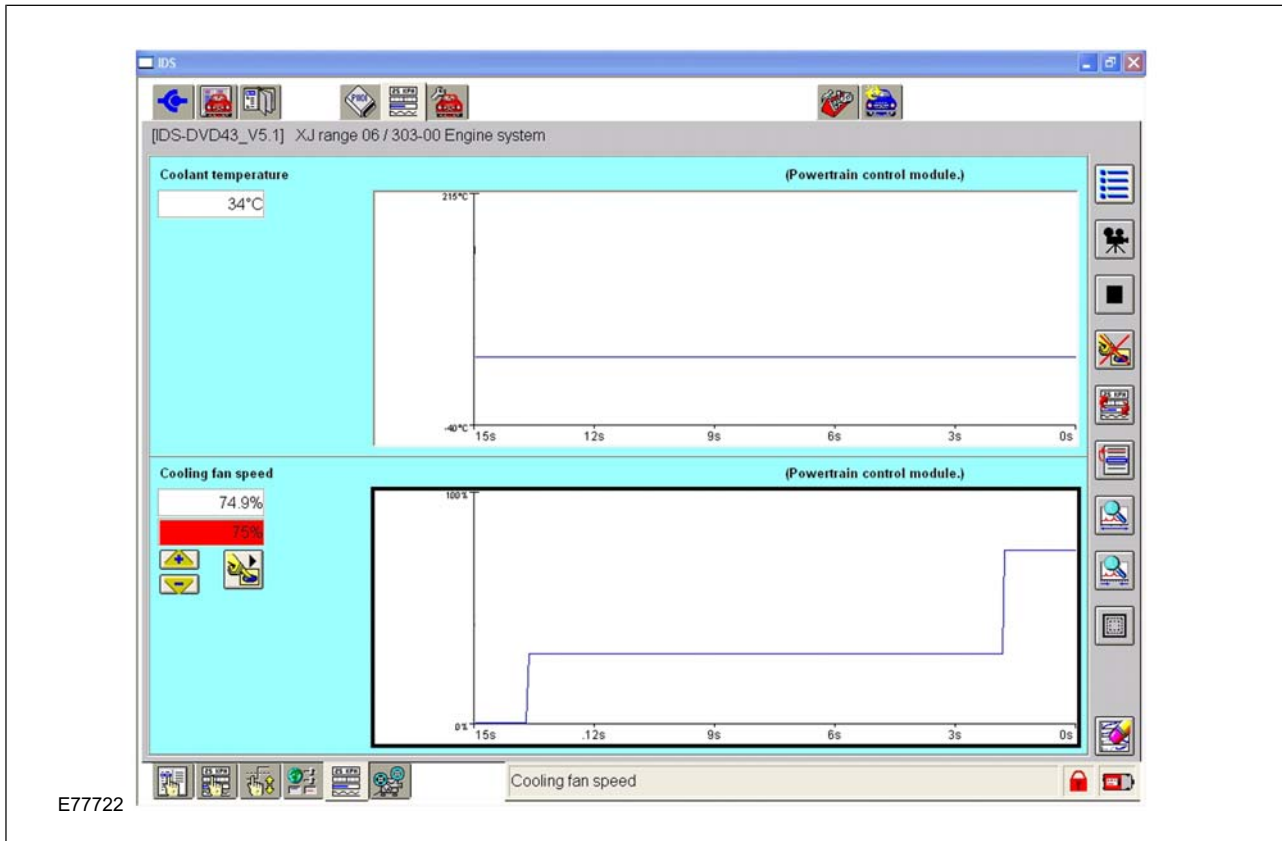 IDS
[IDS-DVD43_V5.1] XJ range 06 / 303-00 Engine system
Coolant temperature (Powertrain control module.)
34°C
215°C
-40°C
15s 12s 9s 6s 3s 0s
Cooling fan speed (Powertrain control module.)
74.9%
75%
100%
0%
15s .12s 9s 6s 3s 0s
Cooling fan speed
E77722